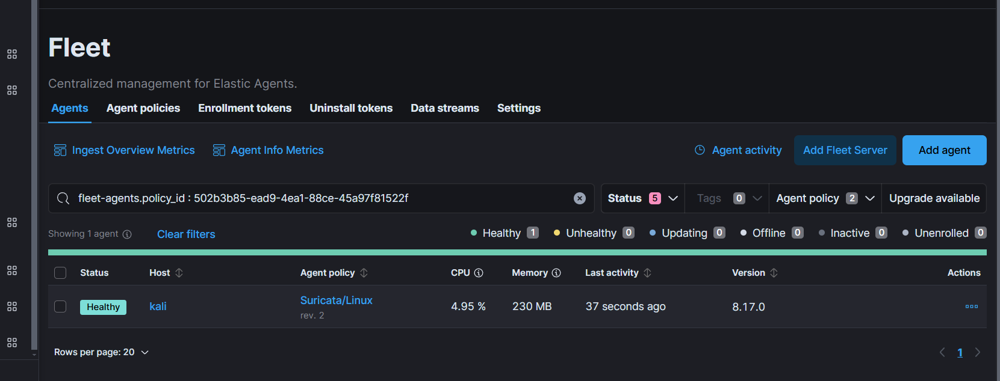 Fleet
Centralized management for Elastic Agents.
Agents Agent policies Enrollment tokens Uninstall tokens Data streams Settings
Ingest Overview Metrics Agent Info Metrics Agent activity Add Fleet Server Add agent
fleet-agents.policy_id : 502b3b85-ead9-4ea1-88ce-45a97f81522f Status 5 Tags 0 Agent policy 2 Upgrade available
Showing 1 agent Clear filters Healthy 1 Unhealthy 0 Updating 0 Offline 0 Inactive 0 Unenrolled 0
Status Host Agent policy CPU Memory Last activity Version Actions
Healthy kali Suricata/Linux 4.95 % 230 MB 37 seconds ago 8.17.0
rev. 2
Rows per page: 20 1